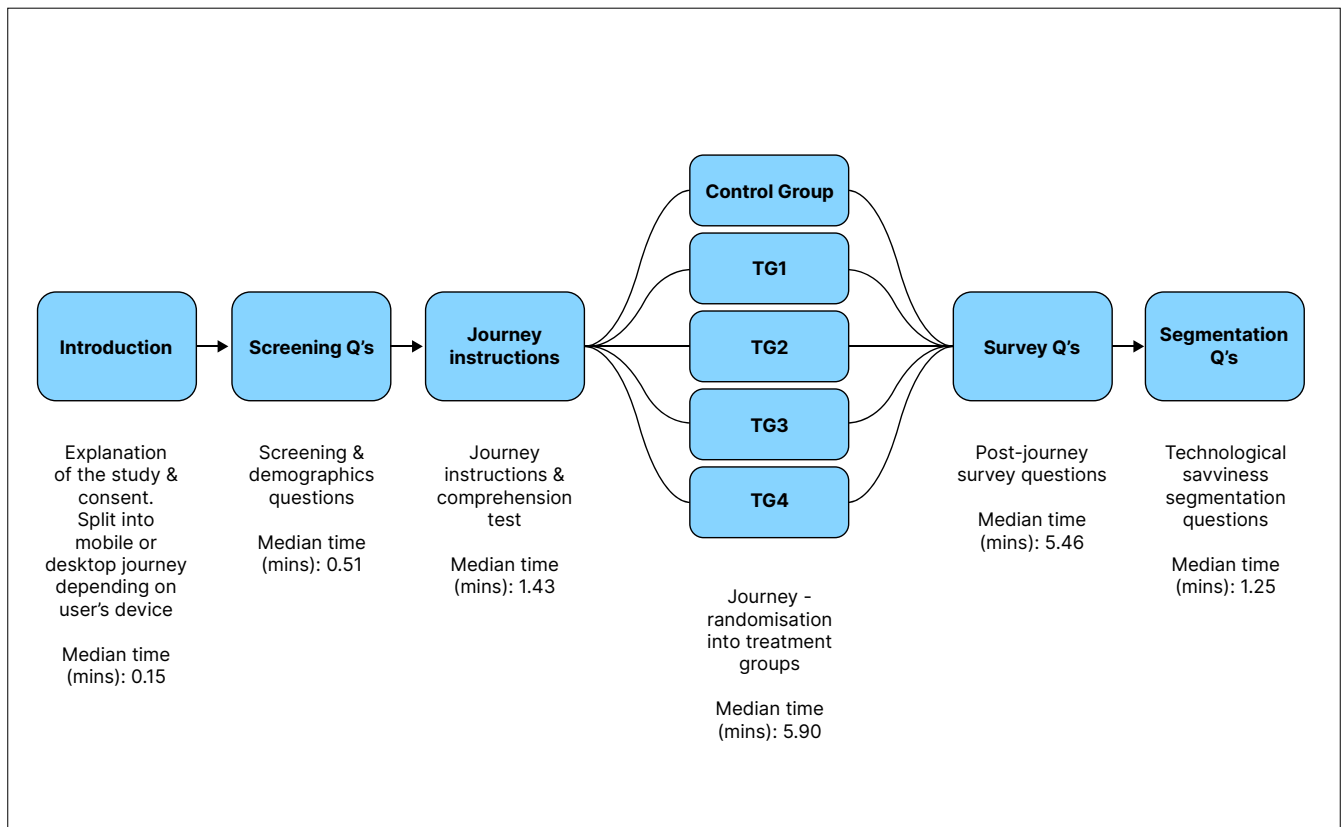 Introduction
Explanation
of the study &
consent.
Split into
mobile or
desktop journey
depending on
user’s device
Median time
(mins): 0.15
Screening Q’s
Screening &
demographics
questions
Median time
(mins): 0.51
Journey
instructions
Journey
instructions &
comprehension
test
Median time
(mins): 1.43
Control Group
TG1
TG2
TG3
TG4
Journey -
randomisation
into treatment
groups
Median time
(mins): 5.90
Survey Q’s
Post-journey
survey questions
Median time
(mins): 5.46
Segmentation
Q’s
Technological
savviness
segmentation
questions
Median time
(mins): 1.25